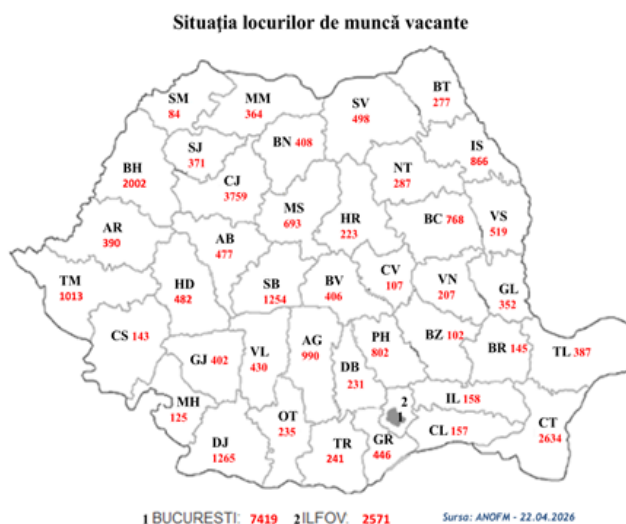 Situația locurilor de muncă vacante
SM
84
MM
364
SV
498
BT
277
SJ
371
BN 408
IS
866
BH
2002
CJ
3759
NT
287
MS
693
HR
223
BC 768
VS
519
AR
390
AB
477
TM
1013
HD
482
SB
1254
BV
406
CV
107
VN
207
GL
352
CS 143
GJ 402
VL
430
AG
990
PH
802
DB
231
BZ 102
BR 145
TL 387
MH
125
DJ
1265
OT
235
TR
241
GR
446
2
1
IL 158
CL 157
CT
2634
1 BUCURESTI: 7419 2 ILFOV: 2571
Sursa: ANOFM - 22.04.2026